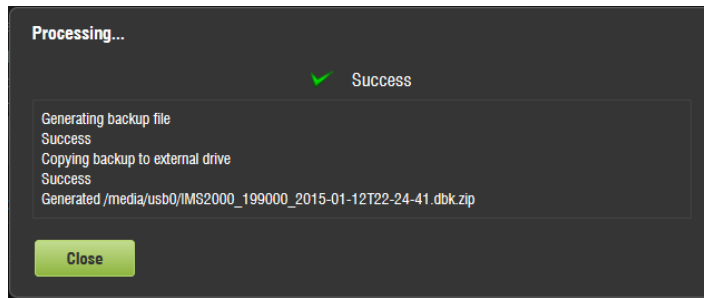 Processing...
Success
Generating backup file
Success
Copying backup to external drive
Success
Generated /media/usb0/IMS2000_199000_2015-01-12T22-24-41.dbk.zip
Close